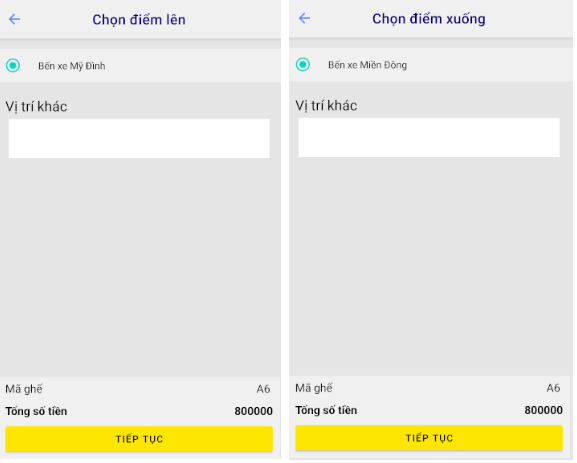 Chọn điểm lên
Bến xe Mỹ Đình
Vị trí khác
Mã ghế A6
Tổng số tiền 800000
TIẾP TỤC
Chọn điểm xuống
Bến xe Miền Đông
Vị trí khác
Mã ghế A6
Tổng số tiền 800000
TIẾP TỤC